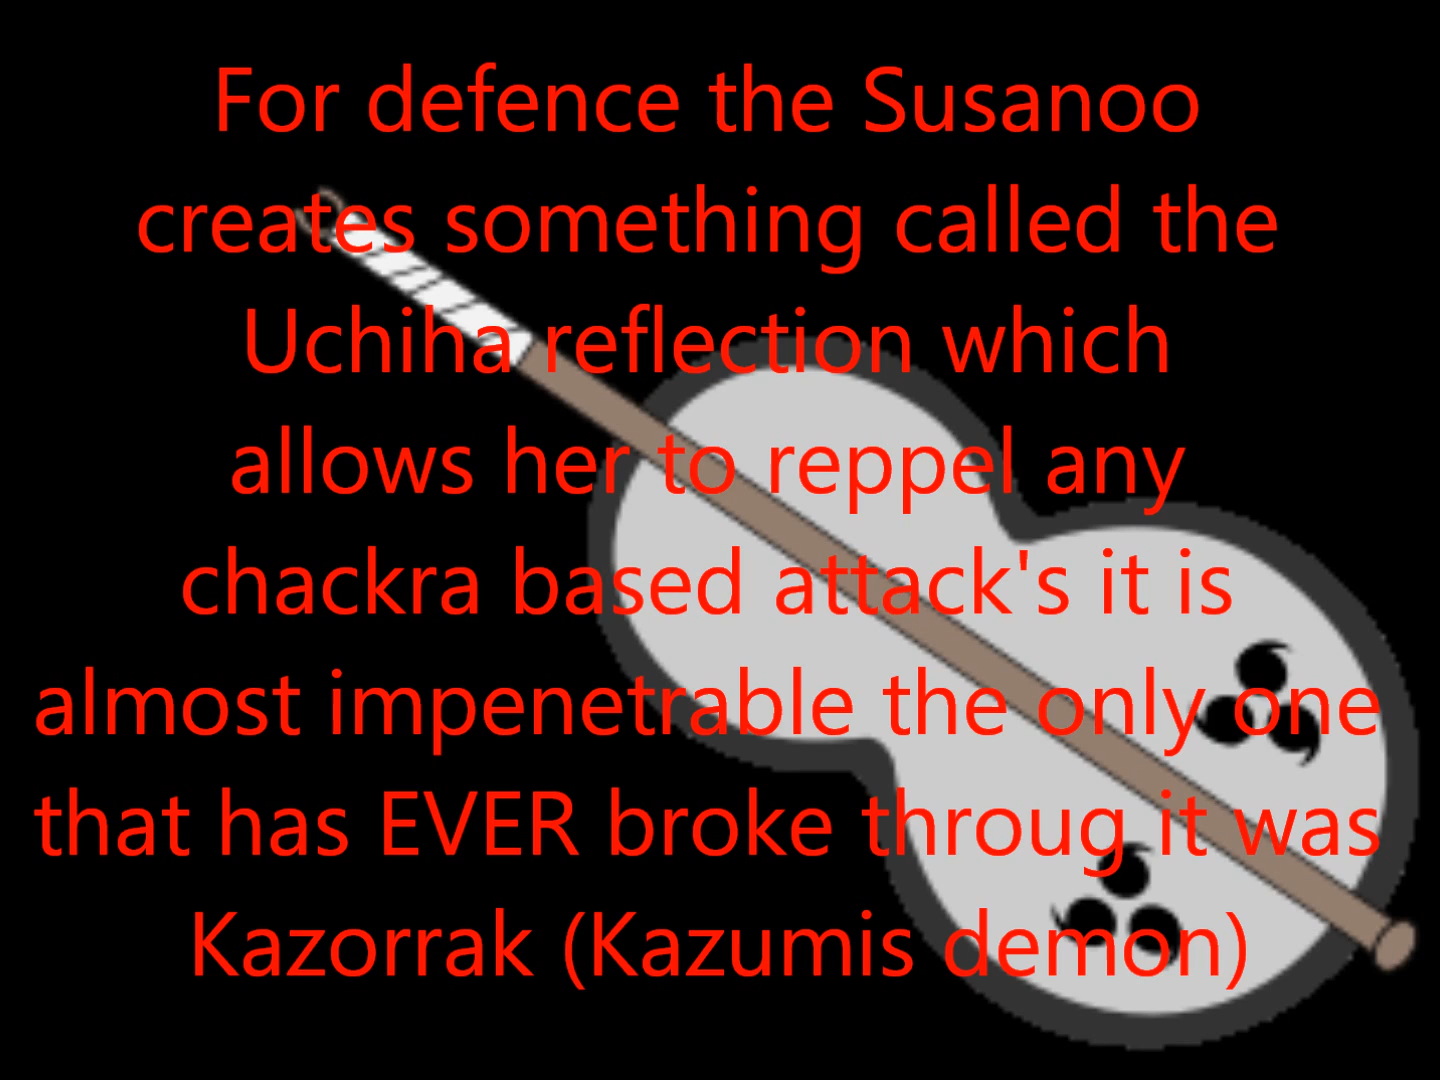 For defence the Susanoo
creates something called the
Uchiha reflection which
allows her to reppel any
chackra based attack's it is
almost impenetrable the only one
that has EVER broke throug it was
Kazorrak (Kazumis demon)